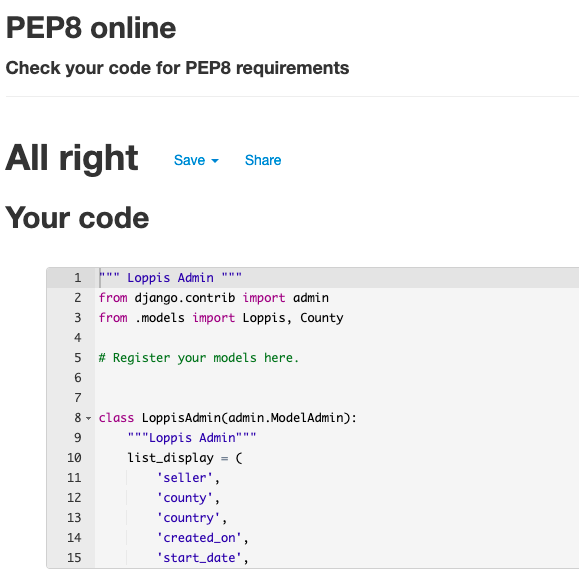 PEP8 online
Check your code for PEP8 requirements
All right Save Share
Your code
1 """ Loppis Admin """
2 from django.contrib import admin
3 from .models import Loppis, County
4
5 # Register your models here.
6
7
8 class LoppisAdmin(admin.ModelAdmin):
9 """Loppis Admin"""
10 list_display = (
11 'seller',
12 'county',
13 'country',
14 'created_on',
15 'start_date',